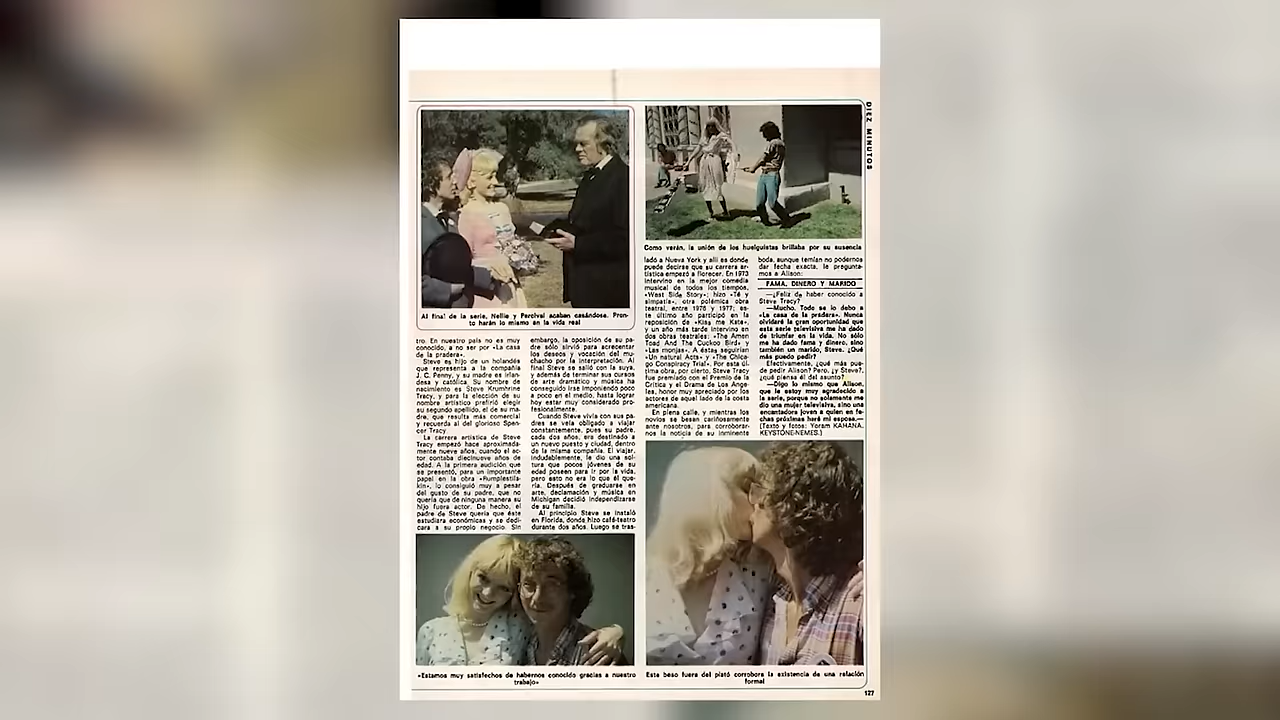 DIEZ MINUTOS
Al final de la serie, Nellie y Percival acaban casándose. Pron-
to harán lo mismo en la vida real
Como verán, la unión de los huelguistas brillaba por su ausencia
tro. En nuestro país no es muy
conocido, a no ser por «La casa
de la pradera».
Steve es hijo de un holandés
que representa a la compañía
J. C. Penny, y su madre es irlan-
desa y católica. Su nombre de
nacimiento es Steve Krumhrine
Tracy, y para la elección de su
nombre artístico prefirió elegir
su segundo apellido, el de su ma-
dre, que resulta más comercial
y recuerda al del glorioso Spen-
cer Tracy.
La carrera artística de Steve
Tracy empezó hace aproximada-
mente nueve años, cuando el ac-
tor contaba diecinueve años de
edad. A la primera audición que
se presentó, para un importante
papel en la obra «Rumplestils-
kin», lo consiguió muy a pesar
del gusto de su padre, que no
quería que de ninguna manera su
hijo fuera actor. De hecho, el
padre de Steve quería que éste
estudiara económicas y se dedi-
cara a su propio negocio. Sin
embargo, la oposición de su pa-
dre sólo sirvió para acrecentar
los deseos y vocación del mu-
chacho por la interpretación. Al
final Steve se salió con la suya,
y además de terminar sus cursos
de arte dramático y música ha
conseguido irse imponiendo poco
a poco en el medio, hasta lograr
hoy estar muy considerado pro-
fesionalmente.
Cuando Steve vivía con sus pa-
dres se veía obligado a viajar
constantemente, pues su padre,
cada dos años, era destinado a
un nuevo puesto y ciudad, dentro
de la misma compañía. El viajar,
indudablemente, le dio una sol-
tura que pocos jóvenes de su
edad poseen para ir por la vida,
pero esto no era lo que él que-
ría. Después de graduarse en
arte, declamación y música en
Michigan decidió independizarse
de su familia.
Al principio Steve se instaló
en Florida, donde hizo café-teatro
durante dos años. Luego se tras-
ladó a Nueva York y allí es donde
puede decirse que su carrera ar-
tística empezó a florecer. En 1973
intervino en la mejor comedia
musical de todos los tiempos,
«West Side Story»; hizo «Té y
simpatía», otra polémica obra
teatral, entre 1976 y 1977; es-
te último año participó en la
reposición de «Kiss me Kate»,
y un año más tarde intervino en
dos obras teatrales: «The Amen
Toad And The Cuckoo Bird» y
«Las monjas». A éstas seguirían
«Un natural Acts» y «The Chica-
go Conspiracy Trial». Por esta úl-
tima obra, por cierto, Steve Tracy
fue premiado con el Premio de la
Crítica y el Drama de Los Ange-
les, honor muy apreciado por los
actores de aquel lado de la costa
americana.
En plena calle, y mientras los
novios se besan cariñosamente
ante nosotros, para corroborar-
nos la noticia de su inminente
boda, aunque temían no podernos
dar fecha exacta, le pregunta-
mos a Alison:
FAMA, DINERO Y MARIDO
—¿Feliz de haber conocido a
Steve Tracy?
—Mucho. Todo se lo debo a
«La casa de la pradera». Nunca
olvidaré la gran oportunidad que
esta serie televisiva me ha dado
de triunfar en la vida. No sólo
me ha dado fama y dinero, sino
también un marido, Steve. ¿Qué
más puedo pedir?
Efectivamente, ¿qué más pue-
de pedir Alison? Pero, ¿y Steve?,
¿qué piensa él del asunto?
—Digo lo mismo que Alison,
que le estoy muy agradecido a
la serie, porque no solamente me
dio una mujer televisiva, sino una
encantadora joven a quien en fe-
chas próximas haré mi esposa.—
(Texto y fotos: Yoram KAHANA.
KEYSTONE-NEMES.)
«Estamos muy satisfechos de habernos conocido gracias a nuestro
trabajo»
Este beso fuera del plató corrobora la existencia de una relación
formal
127